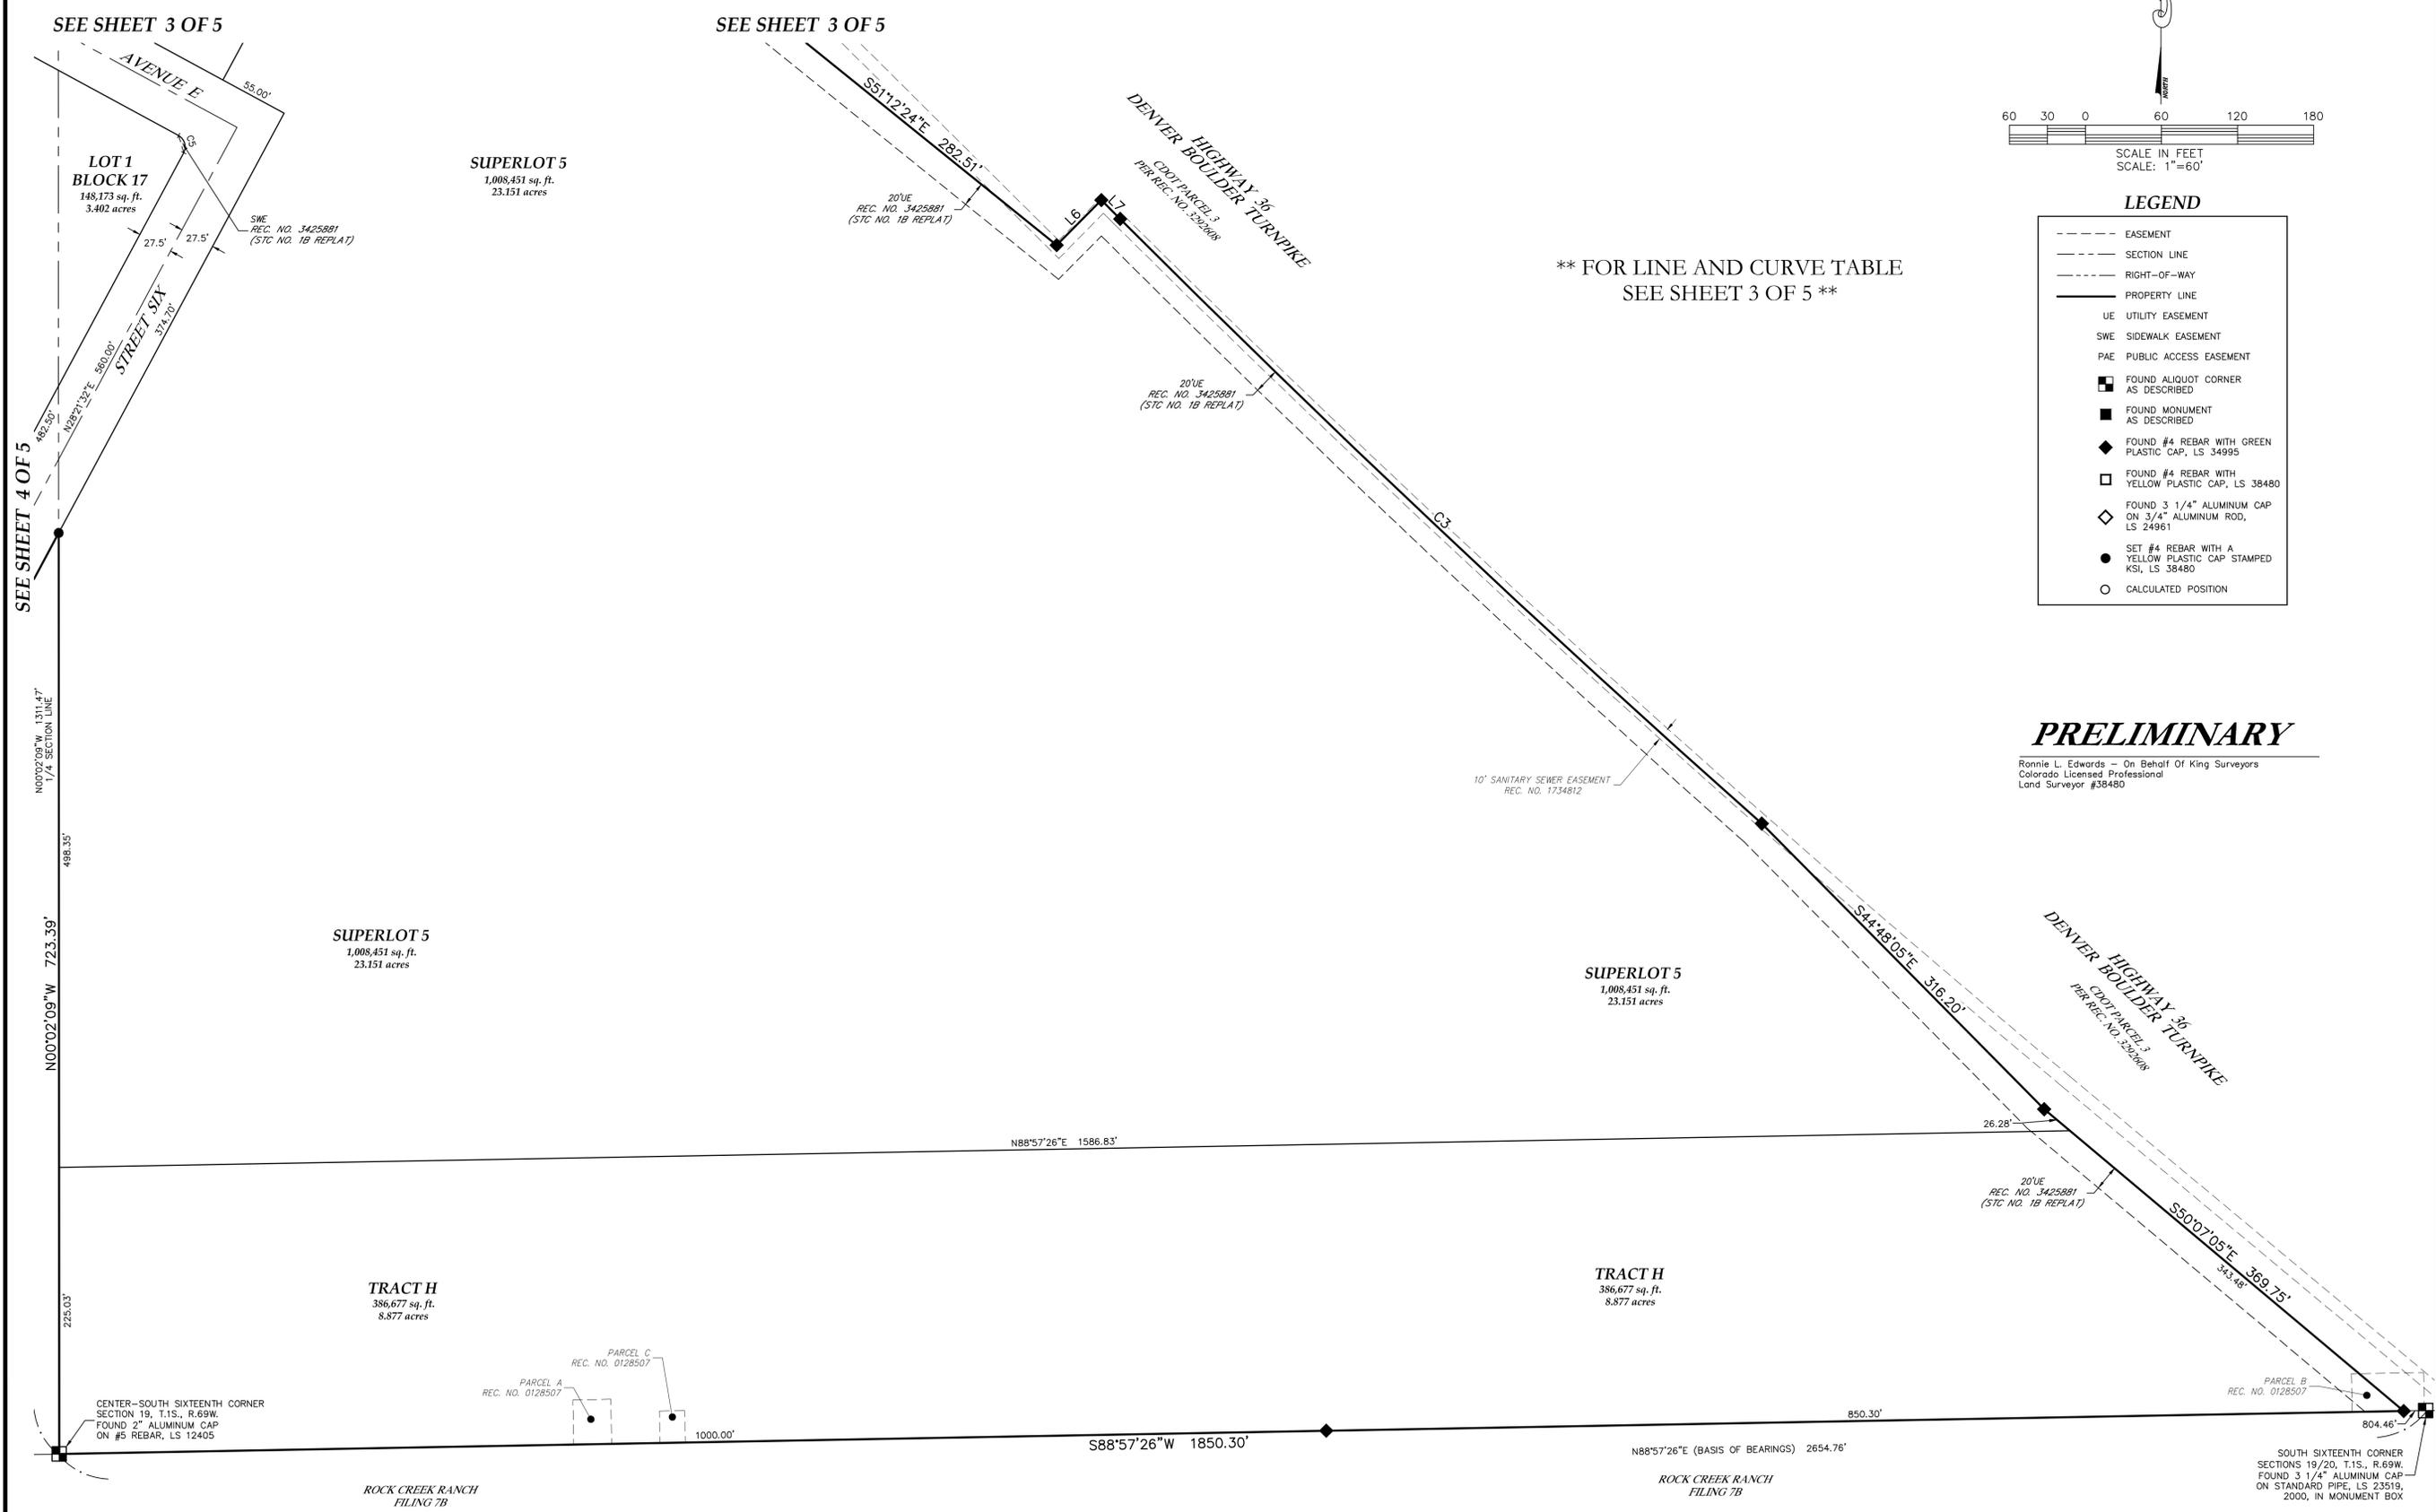 SEE SHEET 3 OF 5
SEE SHEET 3 OF 5
AVENUE E
55.00'
C5
LOT 1
BLOCK 17
148,173 sq. ft.
3.402 acres
SWE
REC. NO. 3425881
(STC NO. 1B REPLAT)
27.5'
27.5'
STREET SIX
374.70'
N28°21'32"E 560.00'
482.50'
SEE SHEET 4 OF 5
SUPERLOT 5
1,008,451 sq. ft.
23.151 acres
S51°12'24"E 282.51'
20'UE
REC. NO. 3425881
(STC NO. 1B REPLAT)
L6
L7
HIGHWAY 36
DENVER BOULDER TURNPIKE
CDOT PARCEL 3
PER REC. NO. 3292608
20'UE
REC. NO. 3425881
(STC NO. 1B REPLAT)
C3
** FOR LINE AND CURVE TABLE
SEE SHEET 3 OF 5 **
NORTH
60 30 0 60 120 180
SCALE IN FEET
SCALE: 1"=60'
LEGEND
EASEMENT
SECTION LINE
RIGHT-OF-WAY
PROPERTY LINE
UE UTILITY EASEMENT
SWE SIDEWALK EASEMENT
PAE PUBLIC ACCESS EASEMENT
FOUND ALIQUOT CORNER
AS DESCRIBED
FOUND MONUMENT
AS DESCRIBED
FOUND #4 REBAR WITH GREEN
PLASTIC CAP, LS 34995
FOUND #4 REBAR WITH
YELLOW PLASTIC CAP, LS 38480
FOUND 3 1/4" ALUMINUM CAP
ON 3/4" ALUMINUM ROD,
LS 24961
SET #4 REBAR WITH A
YELLOW PLASTIC CAP STAMPED
KSI, LS 38480
CALCULATED POSITION
PRELIMINARY
Ronnie L. Edwards – On Behalf Of King Surveyors
Colorado Licensed Professional
Land Surveyor #38480
N00°02'09"W 1311.47'
1/4 SECTION LINE
498.35'
N00°02'09"W 723.39'
10' SANITARY SEWER EASEMENT
REC. NO. 1734812
SUPERLOT 5
1,008,451 sq. ft.
23.151 acres
SUPERLOT 5
1,008,451 sq. ft.
23.151 acres
S44°48'05"E 316.20'
HIGHWAY 36
DENVER BOULDER TURNPIKE
CDOT PARCEL 3
PER REC. NO. 3292608
N88°57'26"E 1586.83'
26.28'
20'UE
REC. NO. 3425881
(STC NO. 1B REPLAT)
S50°07'05"E 369.75'
343.48'
225.03'
TRACT H
386,677 sq. ft.
8.877 acres
TRACT H
386,677 sq. ft.
8.877 acres
PARCEL C
REC. NO. 0128507
PARCEL A
REC. NO. 0128507
PARCEL B
REC. NO. 0128507
CENTER-SOUTH SIXTEENTH CORNER
SECTION 19, T.1S., R.69W.
FOUND 2" ALUMINUM CAP
ON #5 REBAR, LS 12405
1000.00'
850.30'
804.46'
S88°57'26"W 1850.30'
N88°57'26"E (BASIS OF BEARINGS) 2654.76'
ROCK CREEK RANCH
FILING 7B
ROCK CREEK RANCH
FILING 7B
SOUTH SIXTEENTH CORNER
SECTIONS 19/20, T.1S., R.69W.
FOUND 3 1/4" ALUMINUM CAP
ON STANDARD PIPE, LS 23519,
2000, IN MONUMENT BOX